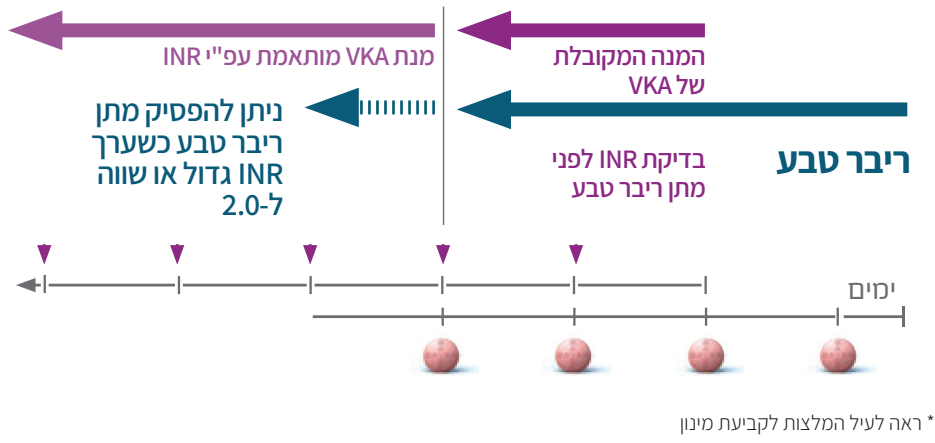 המנה המקובלת
של VKA
מנת VKA מותאמת עפ"י INR
ריבר טבע
בדיקת INR לפני
מתן ריבר טבע
ניתן להפסיק מתן
ריבר טבע כשערך
INR גדול או שווה
ל-2.0
ימים
* ראה לעיל המלצות לקביעת מינון